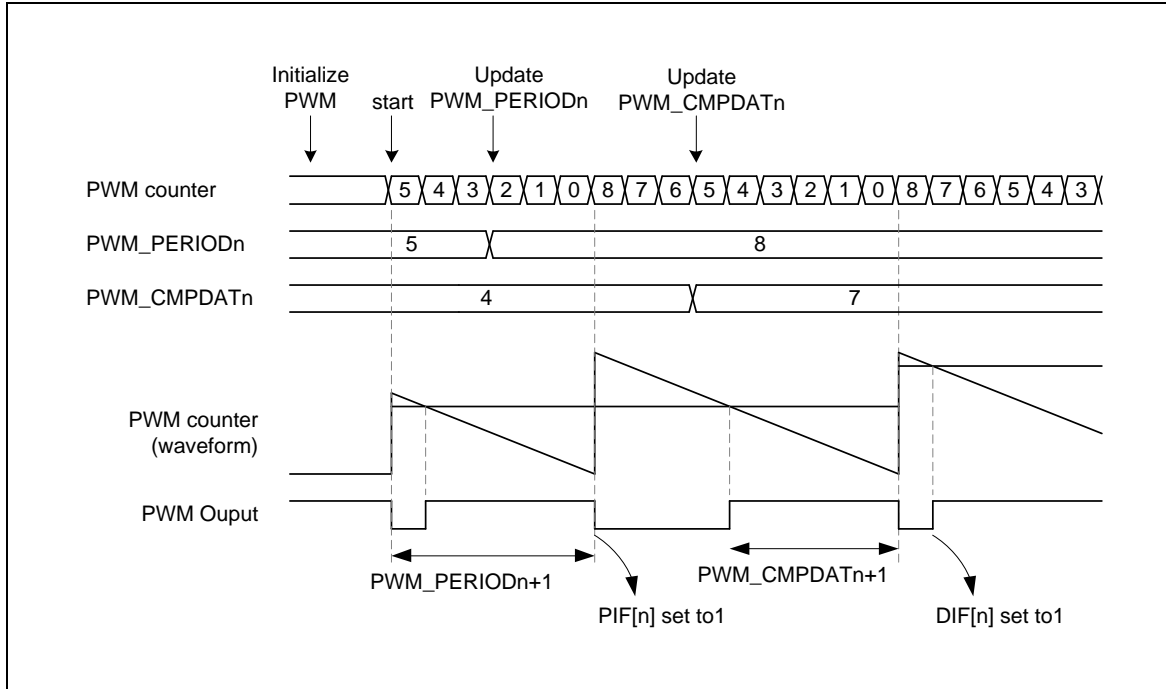 Initialize
PWM
start
Update
PWM_PERIODn
Update
PWM_CMPDATn
PWM counter
5 4 3 2 1 0 8 7 6 5 4 3 2 1 0 8 7 6 5 4 3
PWM_PERIODn
5
8
PWM_CMPDATn
4
7
PWM counter
(waveform)
PWM Ouput
PWM_PERIODn+1
PWM_CMPDATn+1
PIF[n] set to1
DIF[n] set to1